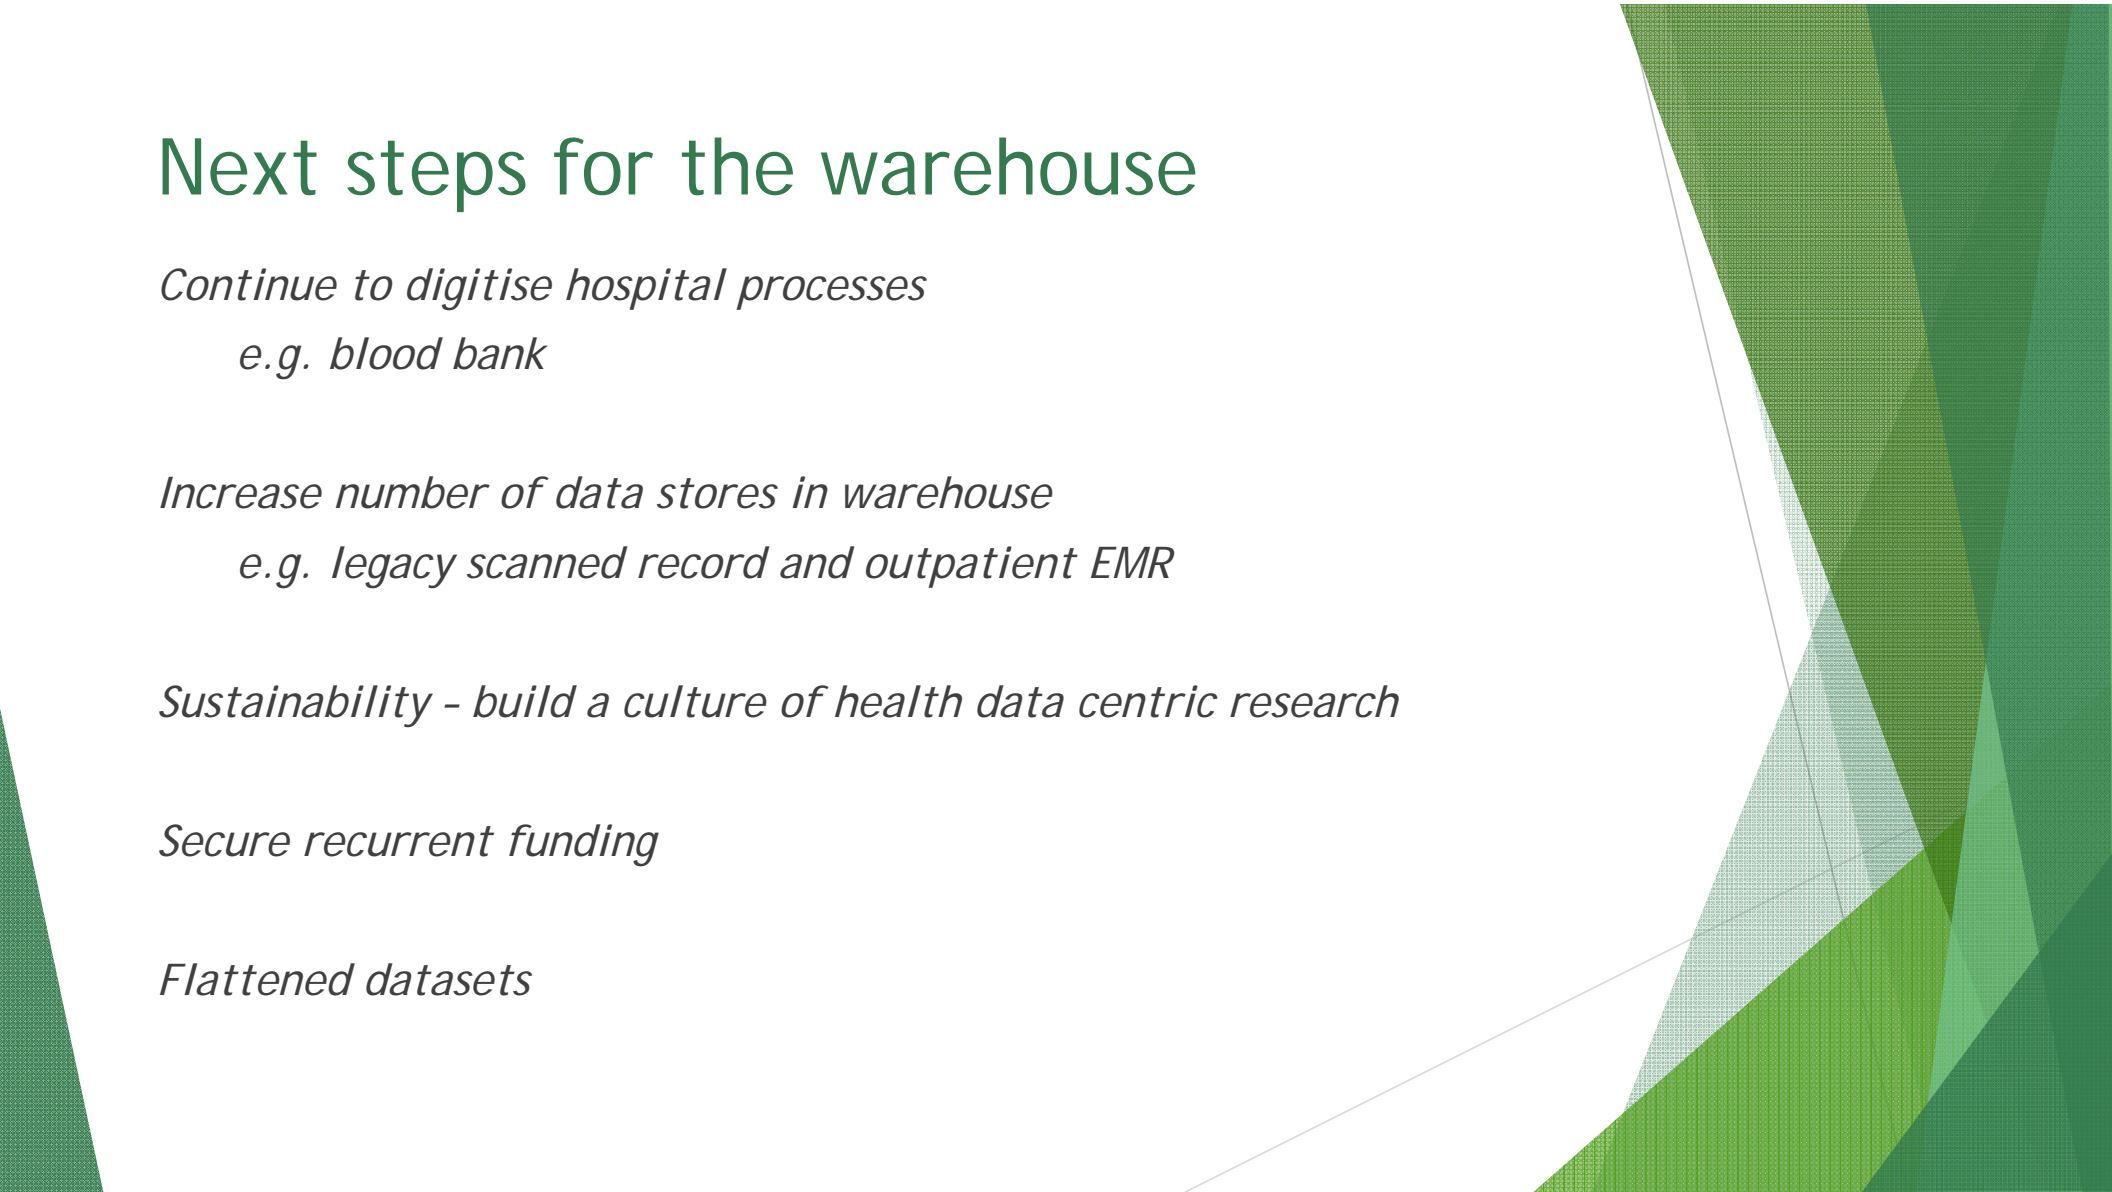 Next steps for the warehouse
Continue to digitise hospital processes
e.g. blood bank
Increase number of data stores in warehouse
e.g. legacy scanned record and outpatient EMR
Sustainability – build a culture of health data centric research
Secure recurrent funding
Flattened datasets